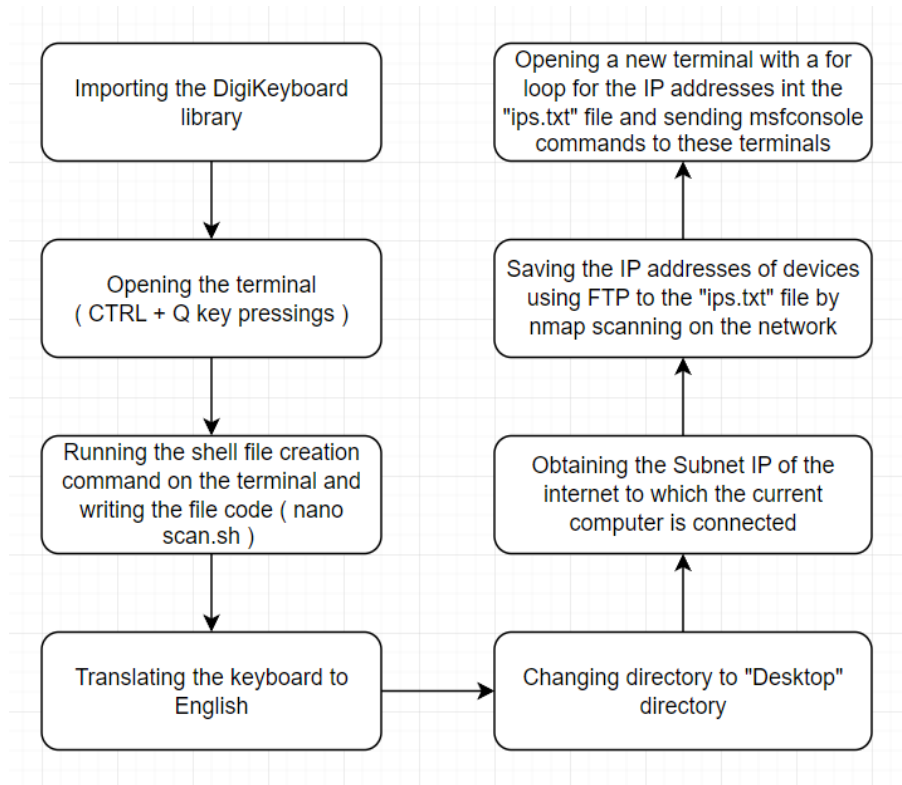 Importing the DigiKeyboard
library
Opening the terminal
( CTRL + Q key pressings )
Running the shell file creation
command on the terminal and
writing the file code ( nano
scan.sh )
Translating the keyboard to
English
Changing directory to "Desktop"
directory
Obtaining the Subnet IP of the
internet to which the current
computer is connected
Saving the IP addresses of devices
using FTP to the "ips.txt" file by
nmap scanning on the network
Opening a new terminal with a for
loop for the IP addresses int the
"ips.txt" file and sending msfconsole
commands to these terminals